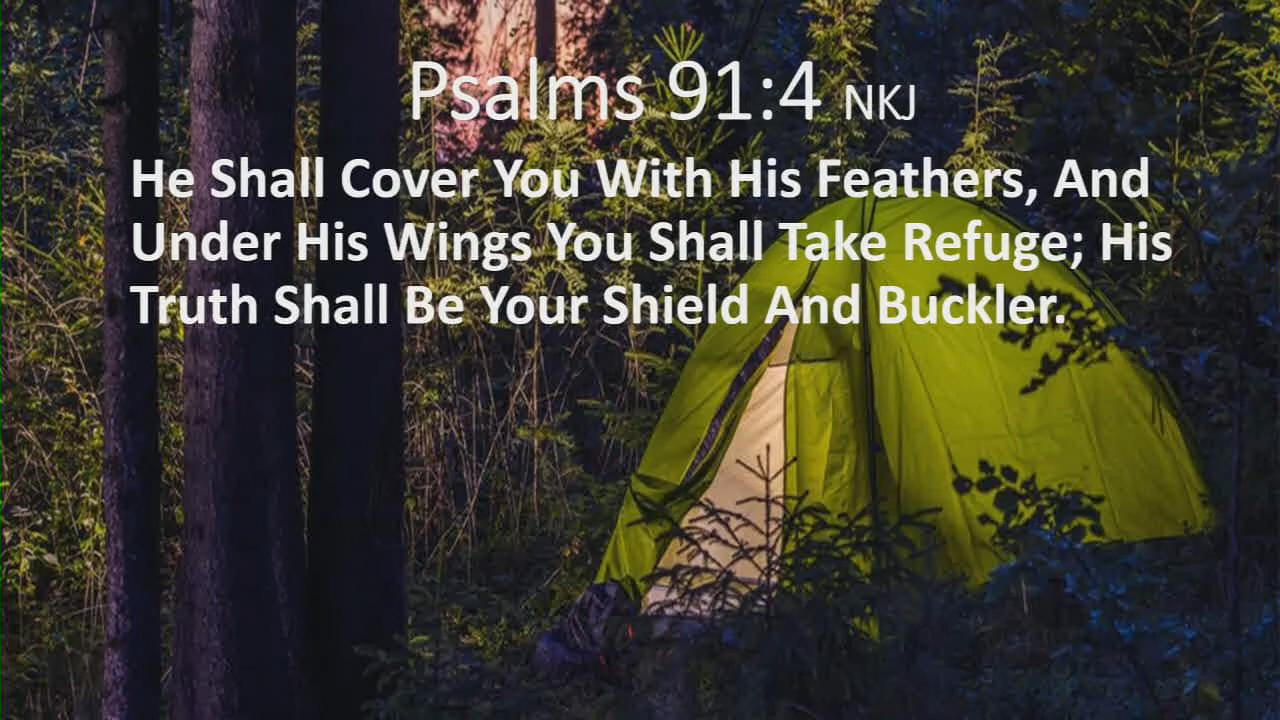 Psalms 91:4 NKJ
He Shall Cover You With His Feathers, And
Under His Wings You Shall Take Refuge; His
Truth Shall Be Your Shield And Buckler.